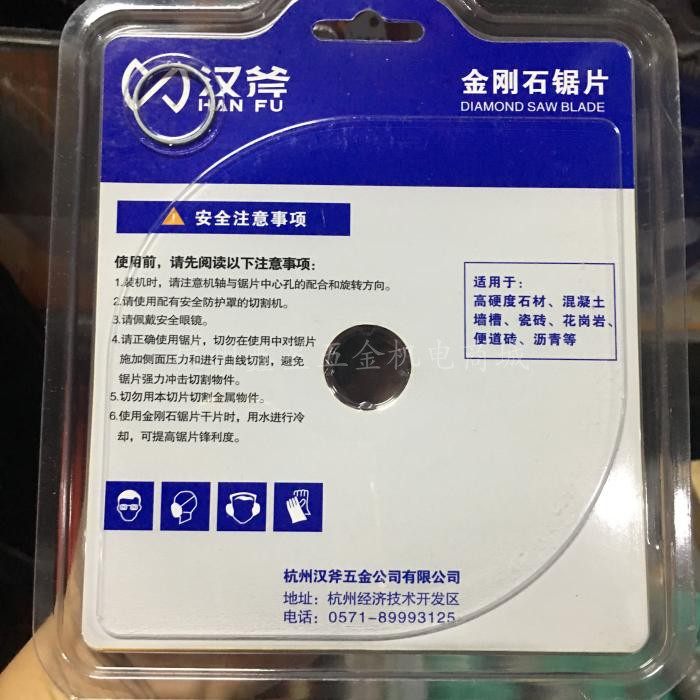 汉斧
HAN FU
金刚石锯片
DIAMOND SAW BLADE
安全注意事项
使用前，请先阅读以下注意事项：
1.装机时，请注意机轴与锯片中心孔的配合和旋转方向。
2.请使用配有安全防护罩的切割机。
3.请佩戴安全眼镜。
4.请正确使用锯片，切勿在使用中对锯片
施加侧面压力和进行曲线切割，避免
锯片强力冲击切割物件。
5.切勿用本切片切割金属物件。
6.使用金刚石锯片干片时，用水进行冷
却，可提高锯片锋利度。
适用于：
高硬度石材、混凝土
墙槽、瓷砖、花岗岩、
便道砖、沥青等
五金机电商城
杭州汉斧五金公司有限公司
地址：杭州经济技术开发区
电话：0571-89993125